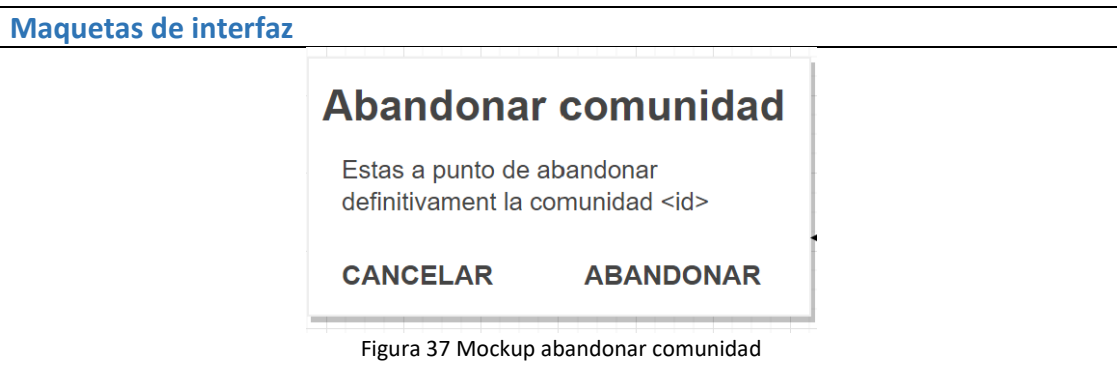 Maquetas de interfaz
Abandonar comunidad
Estas a punto de abandonar
definitivament la comunidad <id>
CANCELAR ABANDONAR
Figura 37 Mockup abandonar comunidad